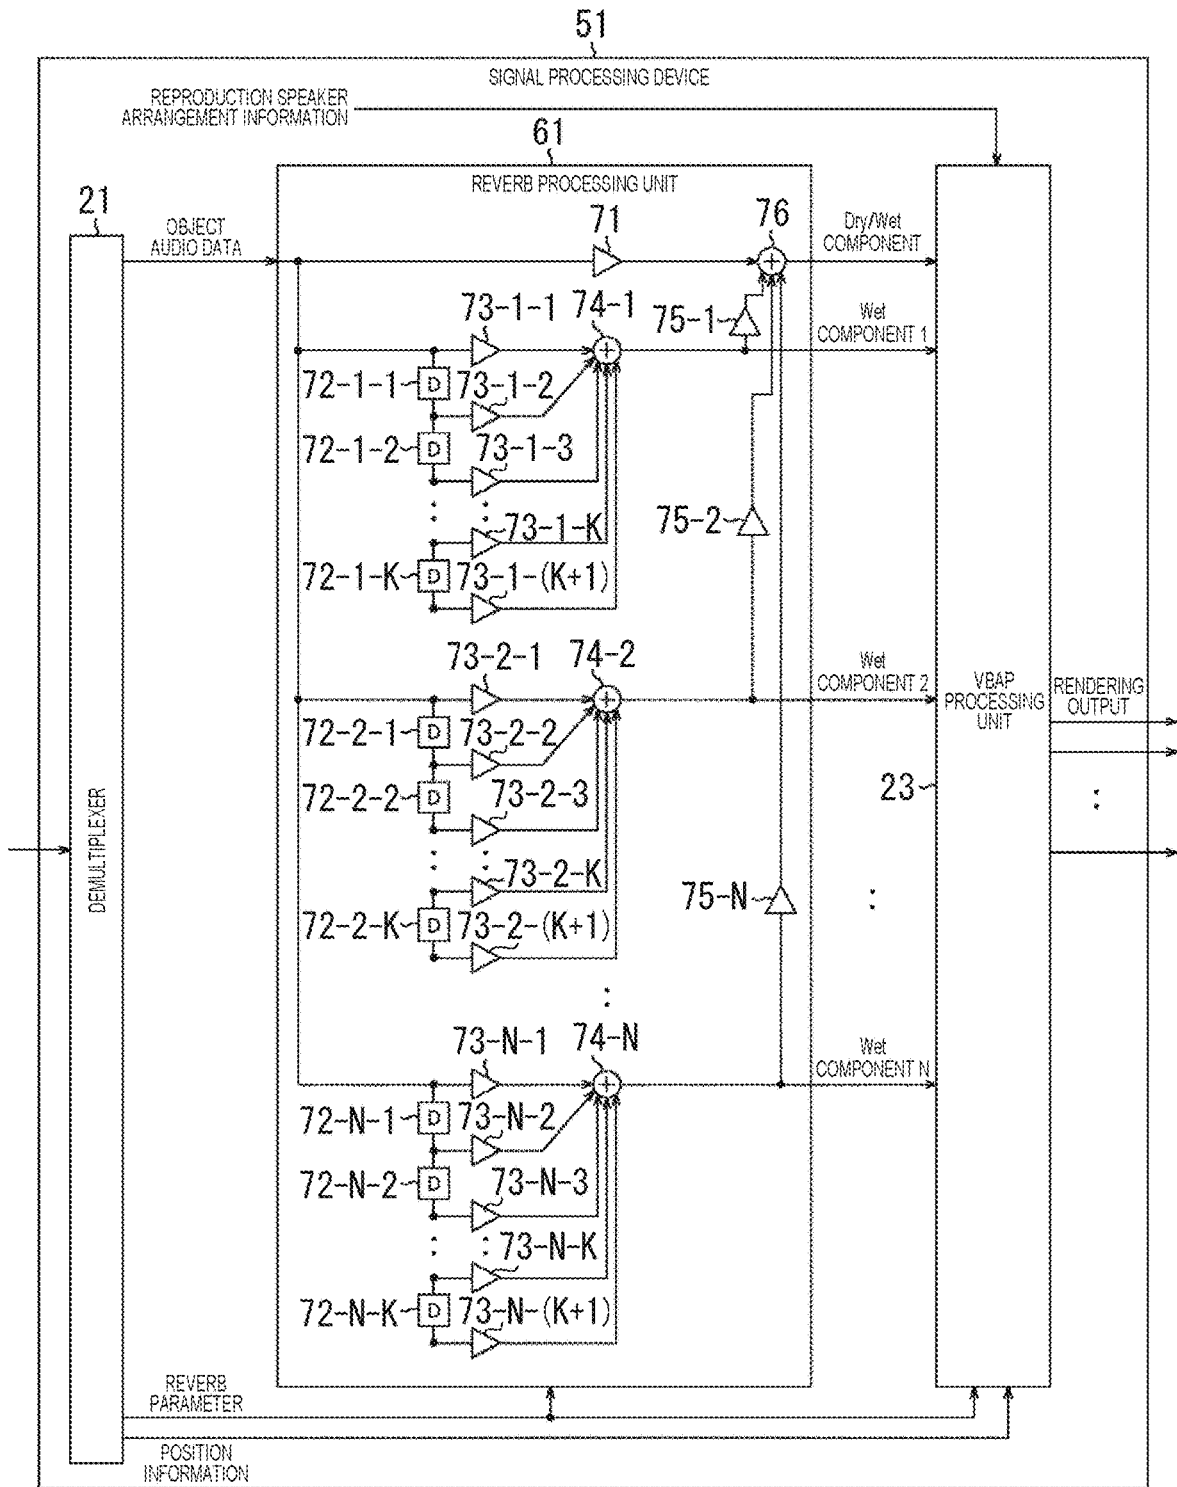 51
SIGNAL PROCESSING DEVICE
REPRODUCTION SPEAKER
ARRANGEMENT INFORMATION
61
REVERB PROCESSING UNIT
21
OBJECT
AUDIO DATA
71
76
Dry/Wet
COMPONENT
73-1-1
74-1
75-1
Wet
COMPONENT 1
72-1-1
D
73-1-2
72-1-2
D
73-1-3
73-1-K
75-2
72-1-K
D
73-1-(K+1)
73-2-1
74-2
Wet
COMPONENT 2
VBAP
PROCESSING
UNIT
RENDERING
OUTPUT
72-2-1
D
73-2-2
72-2-2
D
73-2-3
23
DEMULTIPLEXER
73-2-K
75-N
72-2-K
D
73-2-(K+1)
73-N-1
74-N
Wet
COMPONENT N
72-N-1
D
73-N-2
72-N-2
D
73-N-3
73-N-K
72-N-K
D
73-N-(K+1)
REVERB
PARAMETER
POSITION
INFORMATION